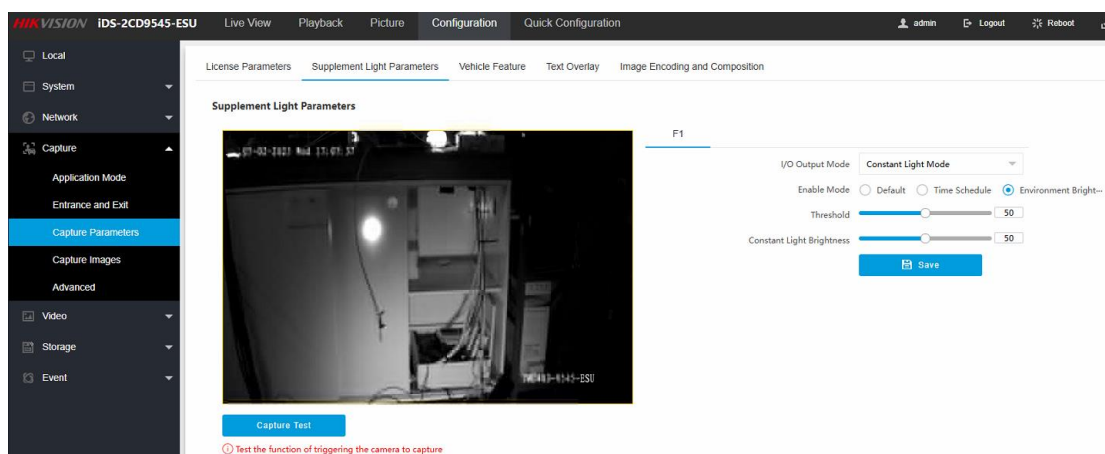 HIKVISION iDS-2CD9545-ESU Live View Playback Picture Configuration Quick Configuration admin Logout Reboot
Local
System
Network
Capture
Application Mode
Entrance and Exit
Capture Parameters
Capture Images
Advanced
Video
Storage
Event
License Parameters Supplement Light Parameters Vehicle Feature Text Overlay Image Encoding and Composition
Supplement Light Parameters
F1
I/O Output Mode Constant Light Mode
Enable Mode Default Time Schedule Environment Bright···
Threshold 50
Constant Light Brightness 50
Save
Capture Test
Test the function of triggering the camera to capture